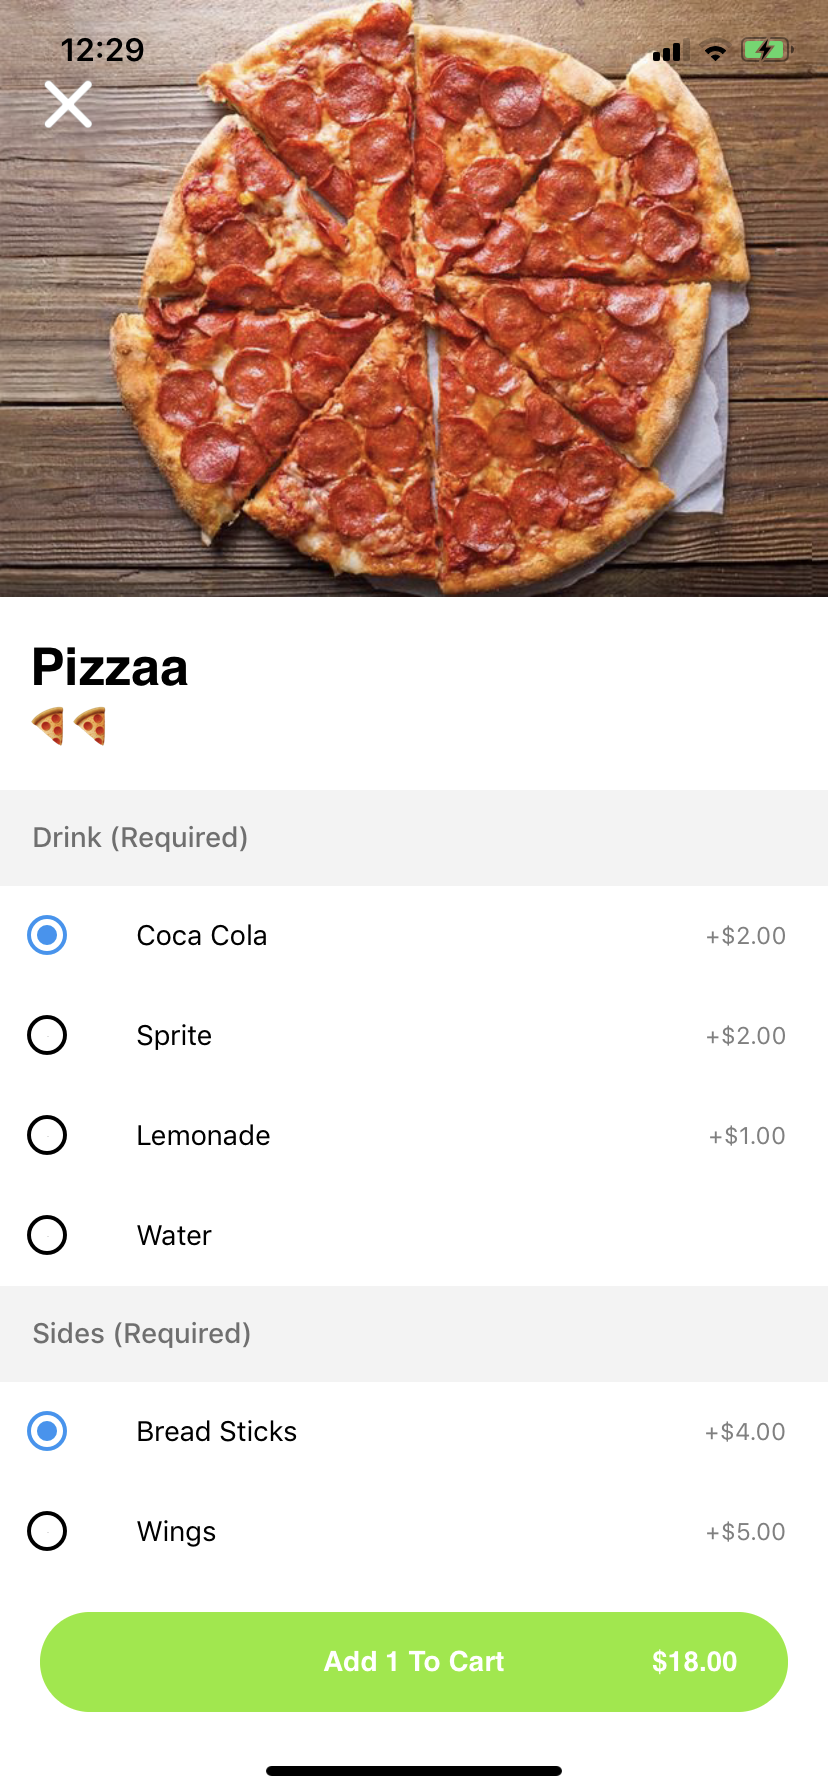 12:29
Pizzaa
🍕🍕
Drink (Required)
Coca Cola +$2.00
Sprite +$2.00
Lemonade +$1.00
Water
Sides (Required)
Bread Sticks +$4.00
Wings +$5.00
Add 1 To Cart $18.00